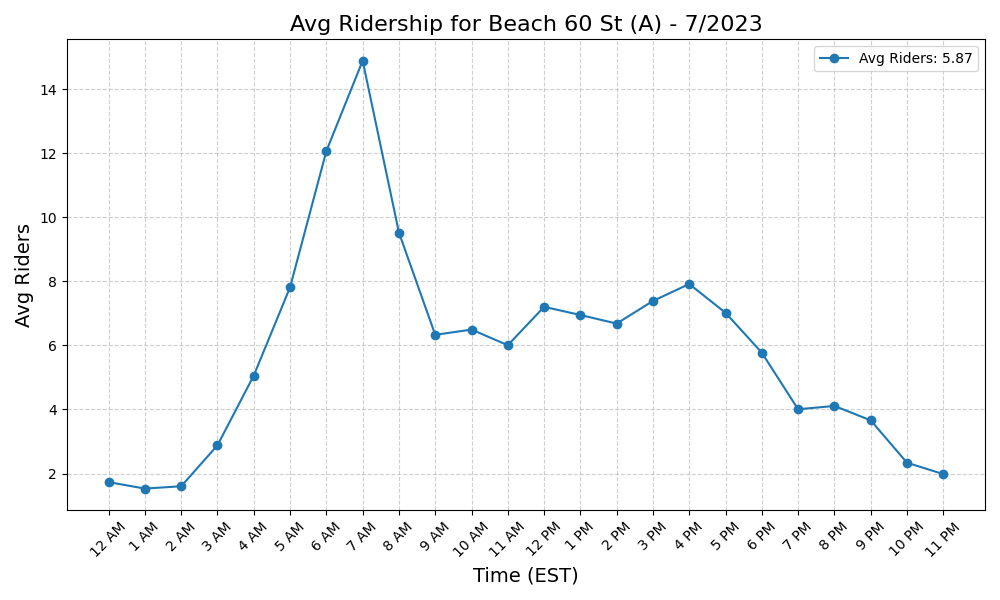 Avg Ridership for Beach 60 St (A) - 7/2023
Avg Riders: 5.87
Avg Riders
14
12
10
8
6
4
2
12 AM
1 AM
2 AM
3 AM
4 AM
5 AM
6 AM
7 AM
8 AM
9 AM
10 AM
11 AM
12 PM
1 PM
2 PM
3 PM
4 PM
5 PM
6 PM
7 PM
8 PM
9 PM
10 PM
11 PM
Time (EST)